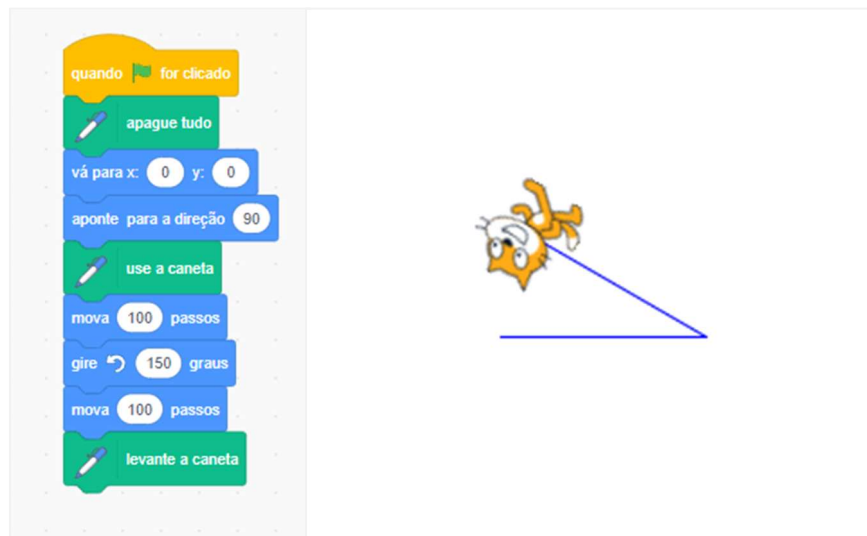 quando for clicado
apague tudo
vá para x: 0 y: 0
aponte para a direção 90
use a caneta
mova 100 passos
gire 150 graus
mova 100 passos
levante a caneta